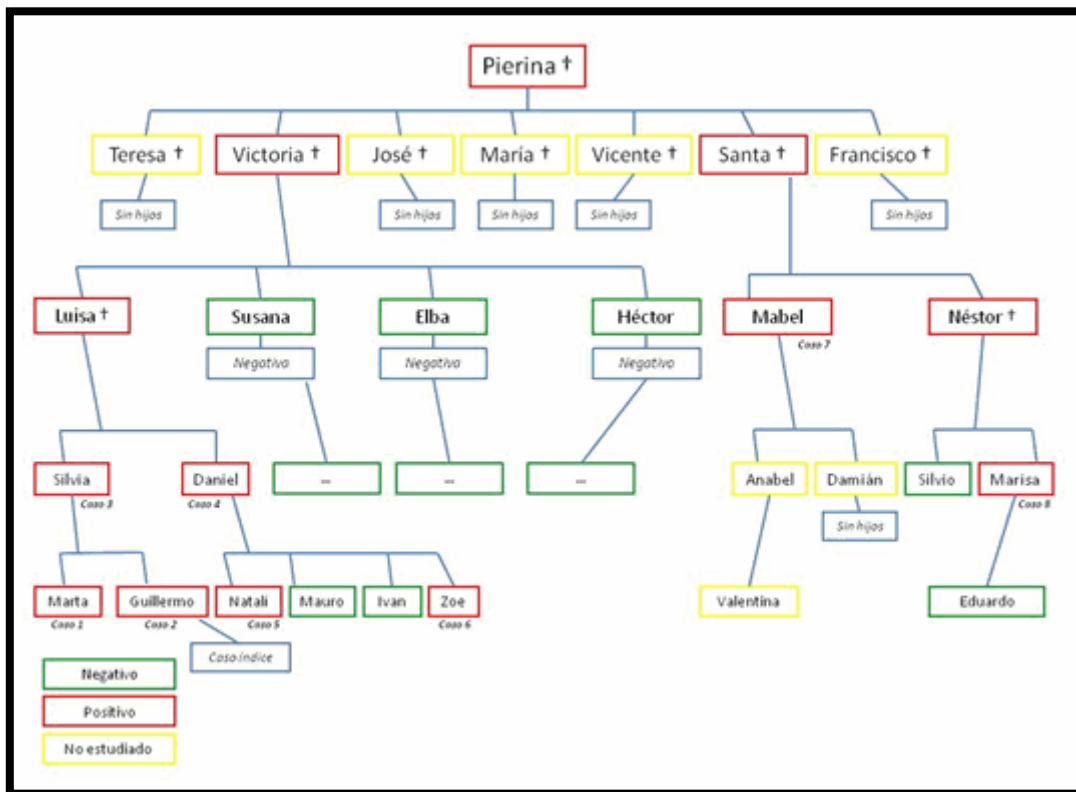 Pierina †
Teresa †
Victoria †
José †
María †
Vicente †
Santa †
Francisco †
Sin hijos
Sin hijos
Sin hijos
Sin hijos
Sin hijos
Luisa †
Susana
Elba
Héctor
Mabel
Néstor †
Caso 7
Negativa
Negativa
Negativo
Silvia
Daniel
...
...
...
Anabel
Damián
Silvio
Marisa
Caso 3
Caso 4
Caso 8
Sin hijos
Marta
Guillermo
Natalí
Mauro
Ivan
Zoe
Valentina
Eduardo
Caso 1
Caso 2
Caso 5
Caso 6
Caso índice
Negativo
Positivo
No estudiado